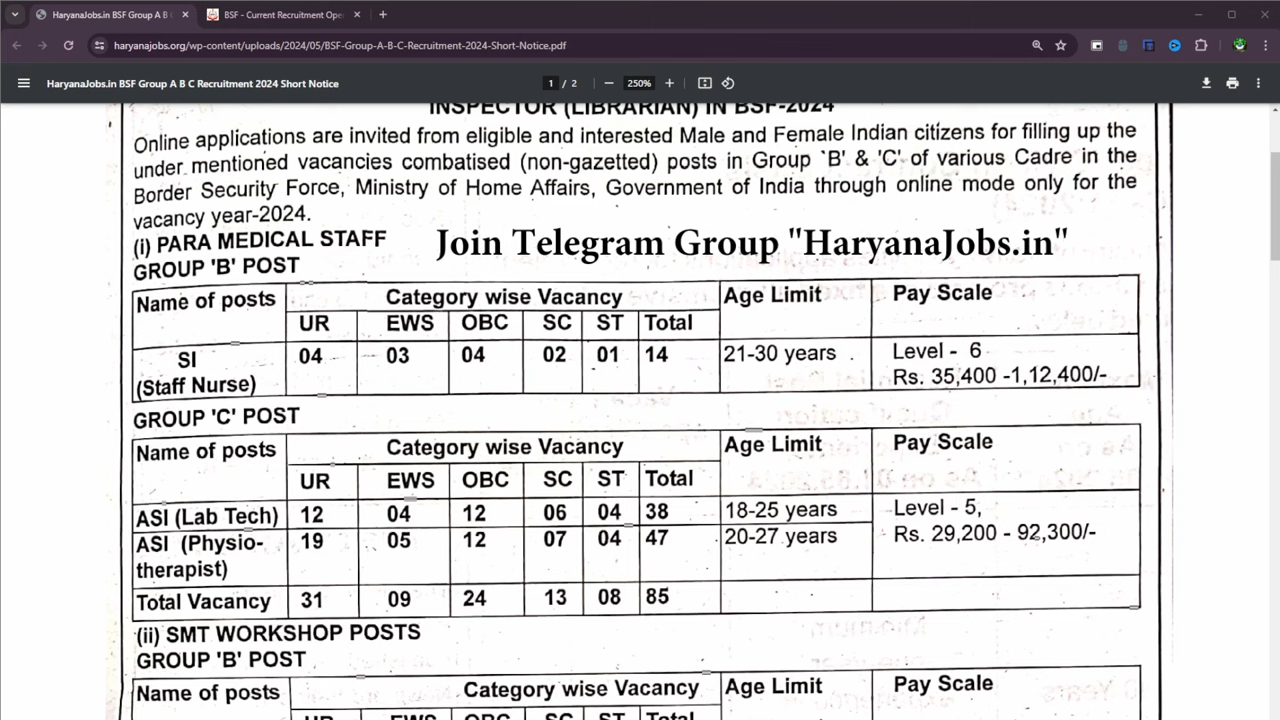 HaryanaJobs.in BSF Group A B C
BSF - Current Recruitment Ope
haryanajobs.org/wp-content/uploads/2024/05/BSF-Group-A-B-C-Recruitment-2024-Short-Notice.pdf
HaryanaJobs.in BSF Group A B C Recruitment 2024 Short Notice
1 / 2
250%
INSPECTOR (LIBRARIAN) IN BSF-2024
Online applications are invited from eligible and interested Male and Female Indian citizens for filling up the
under mentioned vacancies combatised (non-gazetted) posts in Group `B' & 'C' of various Cadre in the
Border Security Force, Ministry of Home Affairs, Government of India through online mode only for the
vacancy year-2024.
(i) PARA MEDICAL STAFF
Join Telegram Group "HaryanaJobs.in"
GROUP 'B' POST
Name of posts Category wise Vacancy Age Limit Pay Scale
UR EWS OBC SC ST Total
SI 04 03 04 02 01 14 21-30 years Level - 6
(Staff Nurse) Rs. 35,400 -1,12,400/-
GROUP 'C' POST
Name of posts Category wise Vacancy Age Limit Pay Scale
UR EWS OBC SC ST Total
ASI (Lab Tech) 12 04 12 06 04 38 18-25 years Level - 5,
ASI (Physio- 19 05 12 07 04 47 20-27 years Rs. 29,200 - 92,300/-
therapist)
Total Vacancy 31 09 24 13 08 85
(ii) SMT WORKSHOP POSTS
GROUP 'B' POST
Name of posts Category wise Vacancy Age Limit Pay Scale
UR EWS OBC SC ST Total